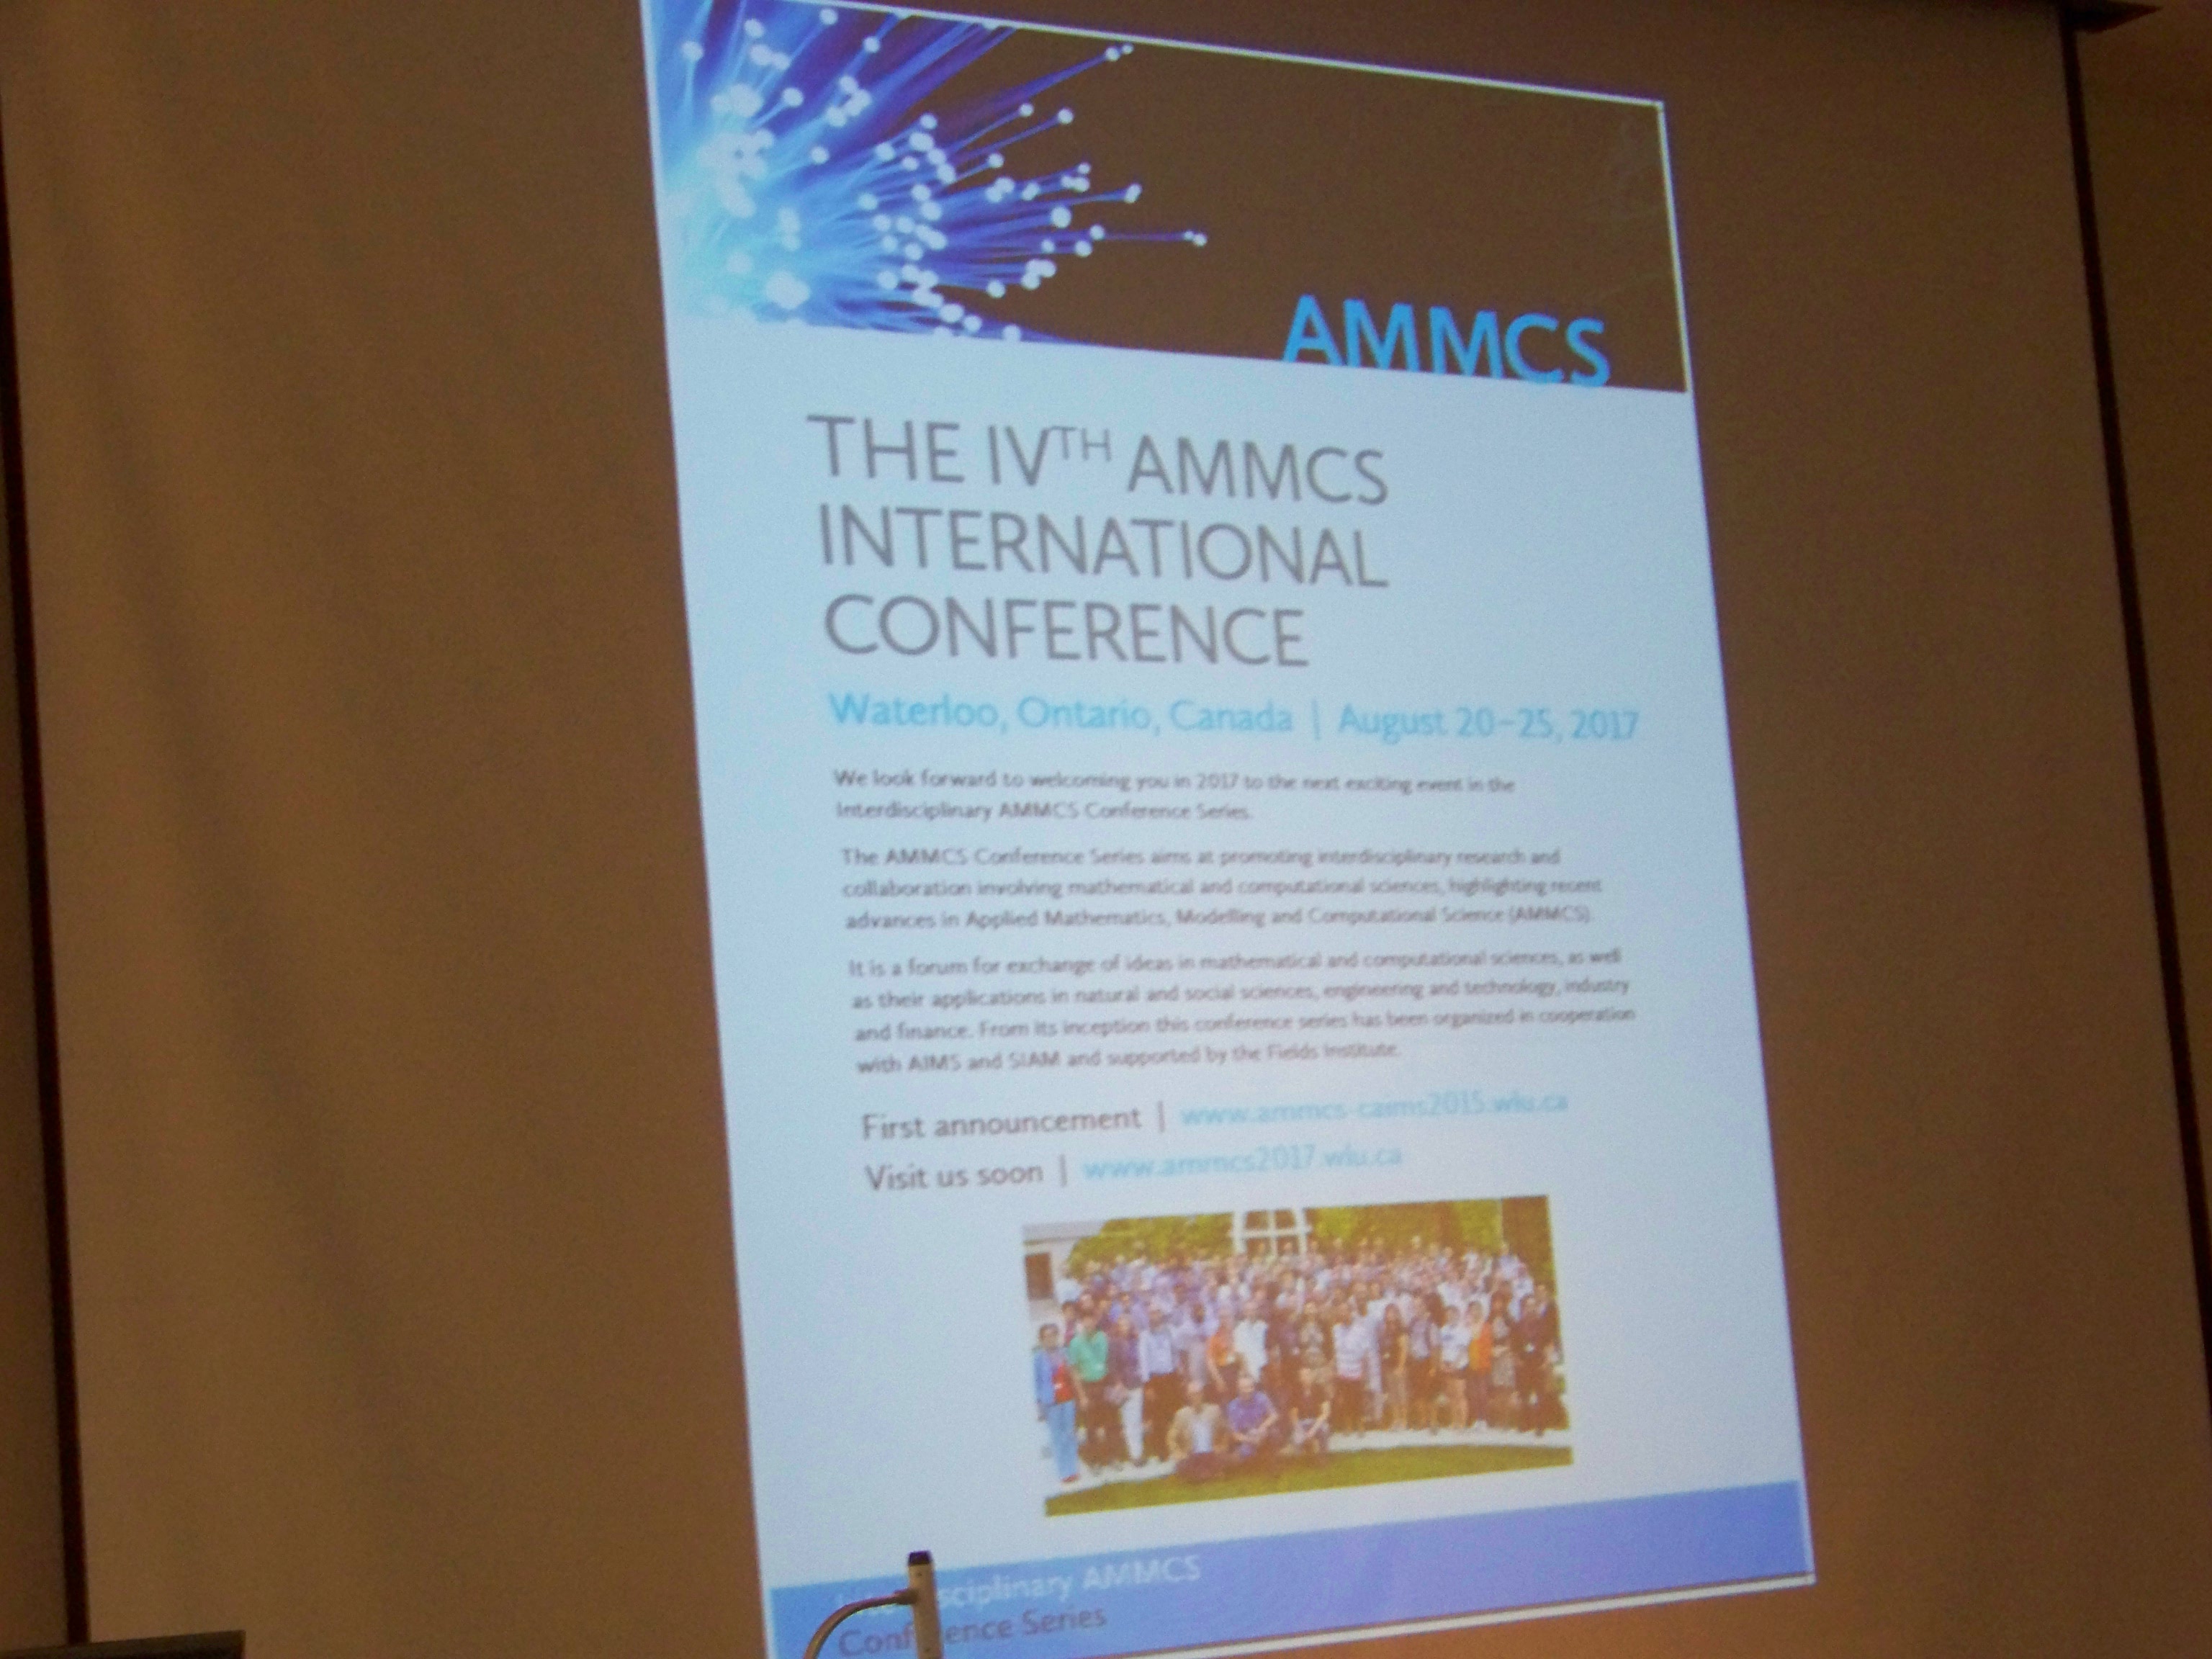 AMMCS
THE IVTH AMMCS
INTERNATIONAL
CONFERENCE
Waterloo, Ontario, Canada | August 20–25, 2017
We look forward to welcoming you in 2017 to the next exciting event in the
Interdisciplinary AMMCS Conference Series.
The AMMCS Conference Series aims at promoting interdisciplinary research and
collaboration involving mathematical and computational sciences, highlighting recent
advances in Applied Mathematics, Modelling and Computational Science (AMMCS).
It is a forum for exchange of ideas in mathematical and computational sciences, as well
as their applications in natural and social sciences, engineering and technology, industry
and finance. From its inception this conference series has been organized in cooperation
with AIMS and SIAM and supported by the Fields Institute.
First announcement | www.ammcs-caims2015.wlu.ca
Visit us soon | www.ammcs2017.wlu.ca
AMMCS
Series